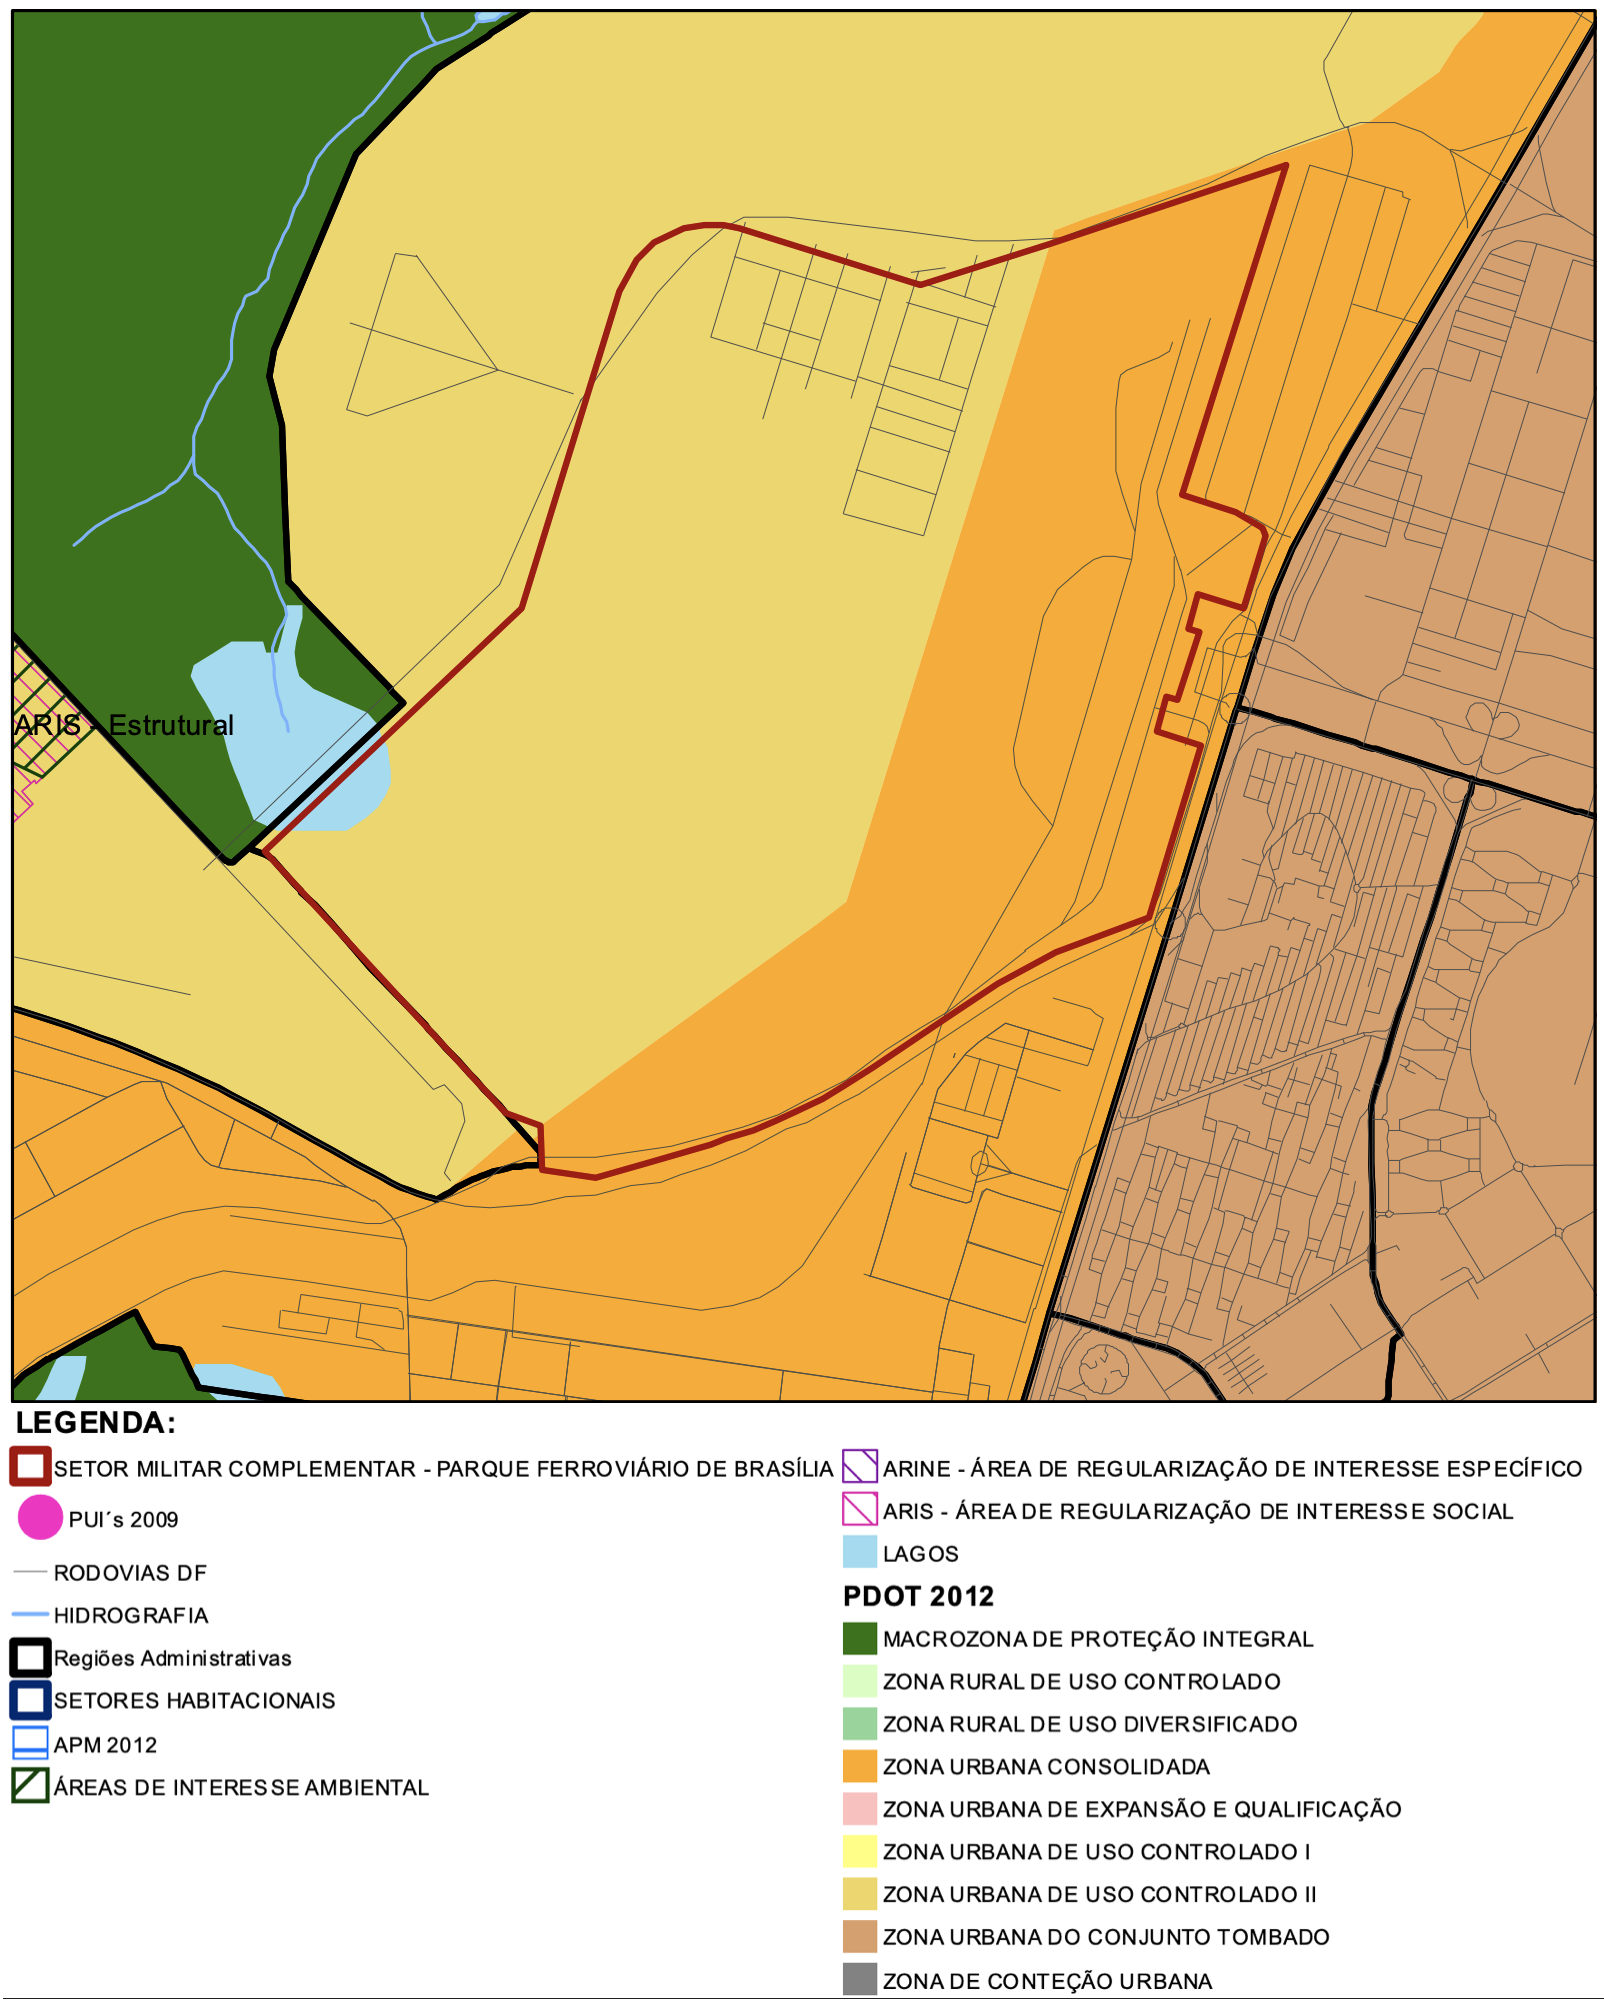 ARIS - Estrutural
LEGENDA:
SETOR MILITAR COMPLEMENTAR - PARQUE FERROVIÁRIO DE BRASÍLIA
PUI´s 2009
RODOVIAS DF
HIDROGRAFIA
Regiões Administrativas
SETORES HABITACIONAIS
APM 2012
ÁREAS DE INTERESSE AMBIENTAL
ARINE - ÁREA DE REGULARIZAÇÃO DE INTERESSE ESPECÍFICO
ARIS - ÁREA DE REGULARIZAÇÃO DE INTERESSE SOCIAL
LAGOS
PDOT 2012
MACROZONA DE PROTEÇÃO INTEGRAL
ZONA RURAL DE USO CONTROLADO
ZONA RURAL DE USO DIVERSIFICADO
ZONA URBANA CONSOLIDADA
ZONA URBANA DE EXPANSÃO E QUALIFICAÇÃO
ZONA URBANA DE USO CONTROLADO I
ZONA URBANA DE USO CONTROLADO II
ZONA URBANA DO CONJUNTO TOMBADO
ZONA DE CONTEÇÃO URBANA